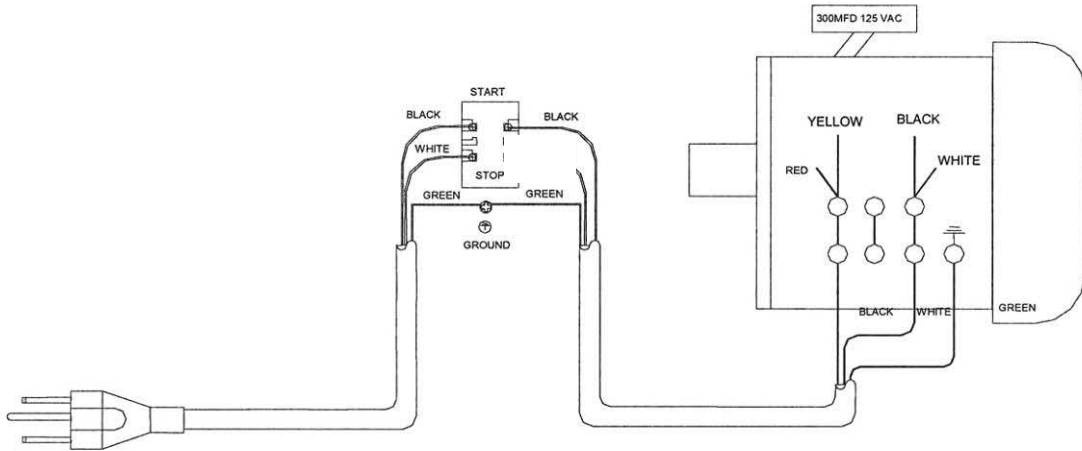 300MFD 125 VAC
START
BLACK
BLACK
YELLOW
BLACK
WHITE
WHITE
RED
STOP
GREEN
GREEN
GROUND
BLACK
WHITE
GREEN